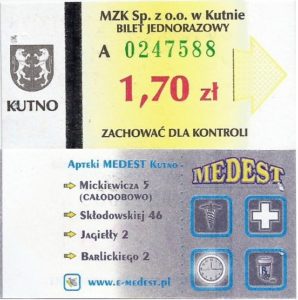 MZK Sp. z o.o. w Kutnie
BILET JEDNORAZOWY
A 0247588
KUTNO
1,70 zł
ZACHOWAĆ DLA KONTROLI
Apteki MEDEST Kutno
MEDEST
Mickiewicza 5
(CAŁODOBOWO)
Skłodowskiej 46
Jagiełły 2
Barlickiego 2
www.e-medest.pl